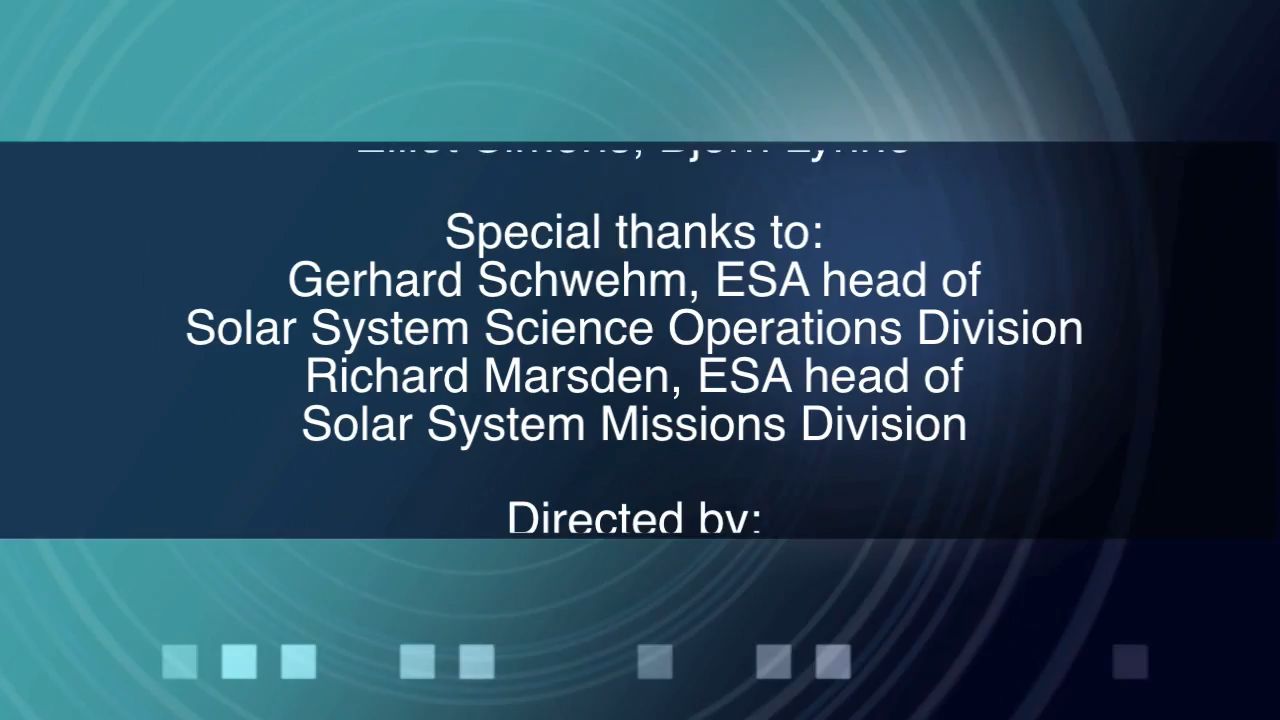 Special thanks to:
Gerhard Schwehm, ESA head of
Solar System Science Operations Division
Richard Marsden, ESA head of
Solar System Missions Division
Directed by: